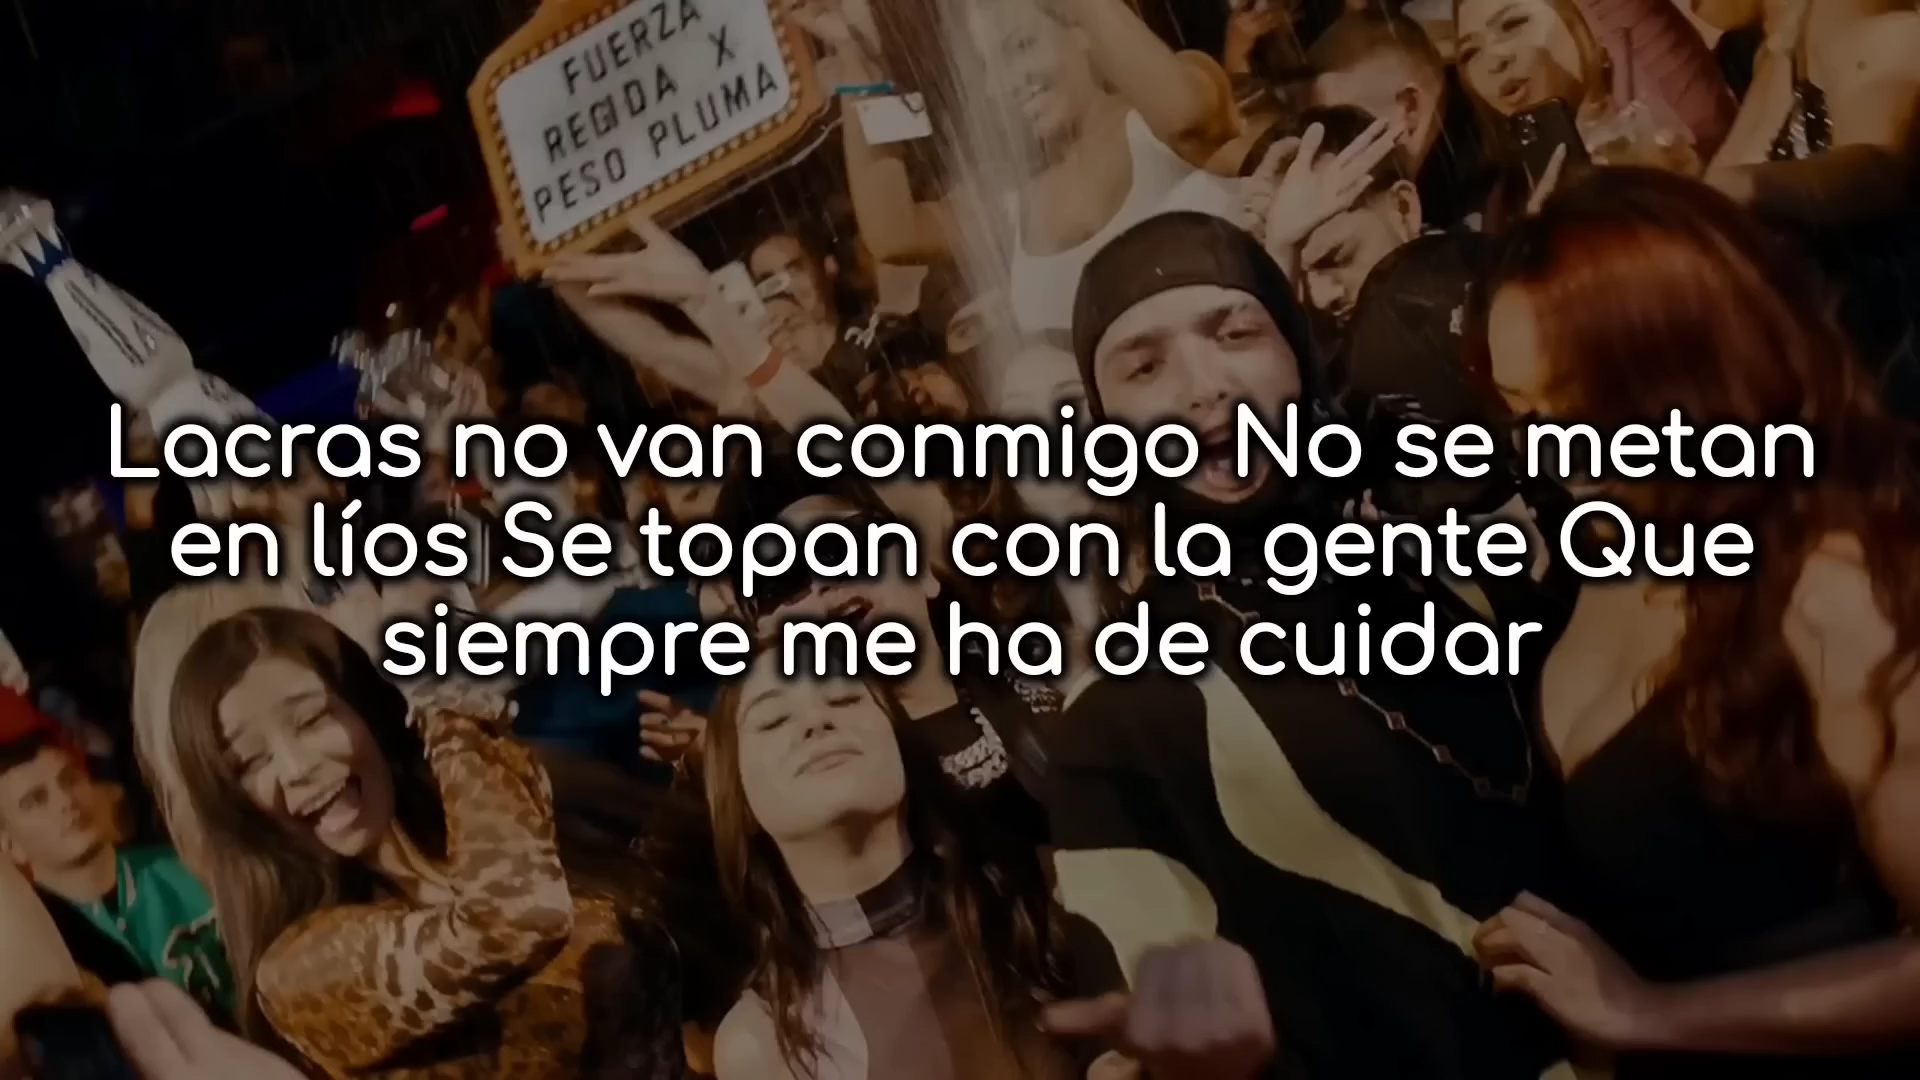 FUERZA
REGIDA X
PESO PLUMA
Lacras no van conmigo No se metan
en líos Se topan con la gente Que
siempre me ha de cuidar